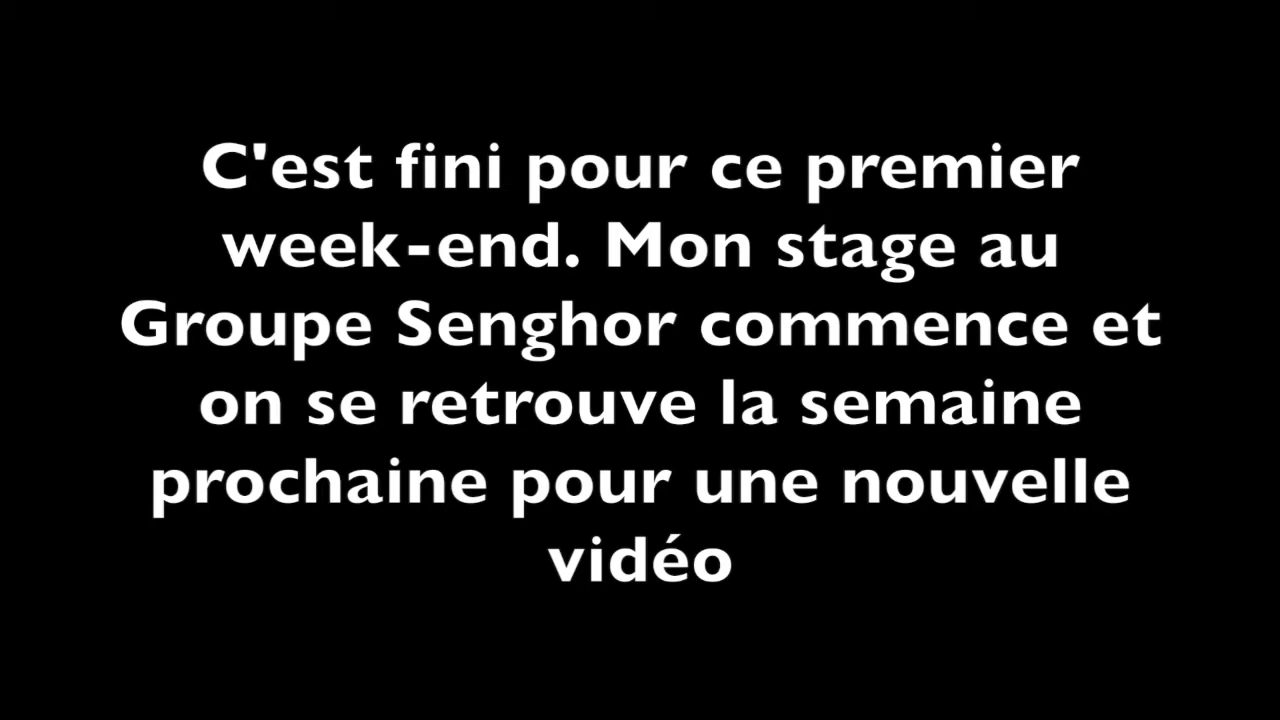 C'est fini pour ce premier
week-end. Mon stage au
Groupe Senghor commence et
on se retrouve la semaine
prochaine pour une nouvelle
vidéo